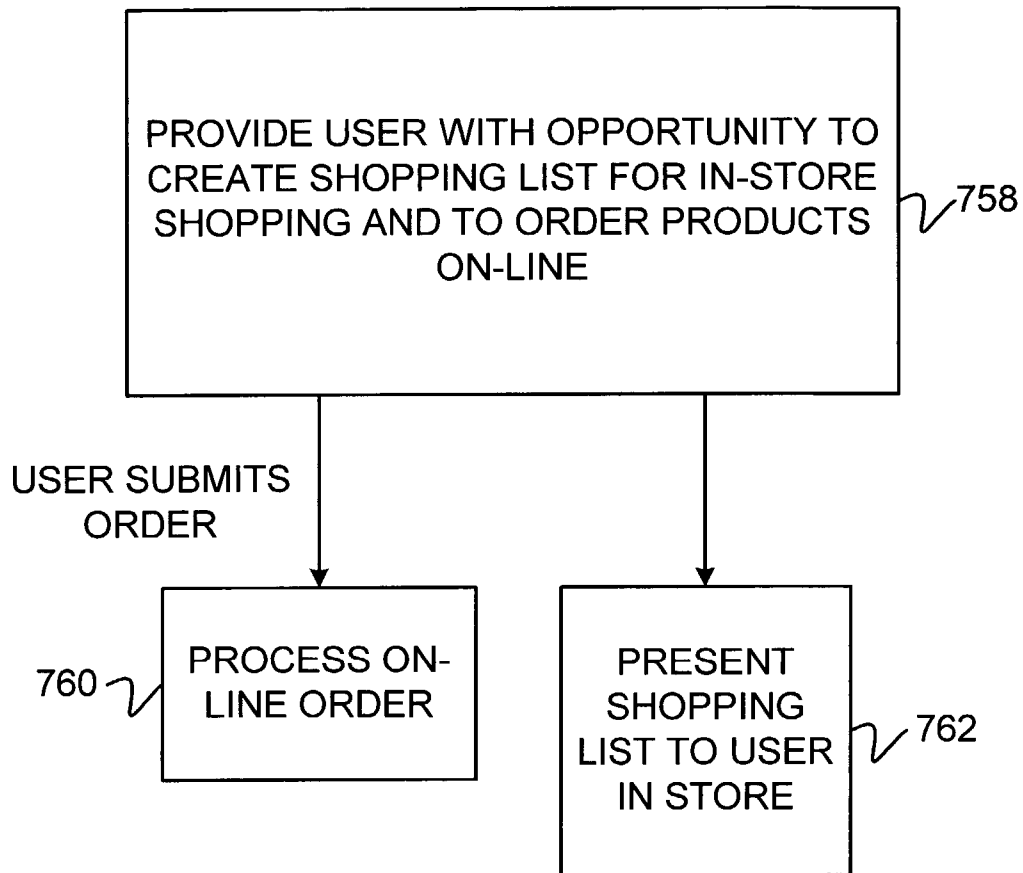 PROVIDE USER WITH OPPORTUNITY TO
CREATE SHOPPING LIST FOR IN-STORE
SHOPPING AND TO ORDER PRODUCTS
ON-LINE
758
USER SUBMITS
ORDER
PROCESS ON-
LINE ORDER
760
PRESENT
SHOPPING
LIST TO USER
IN STORE
762